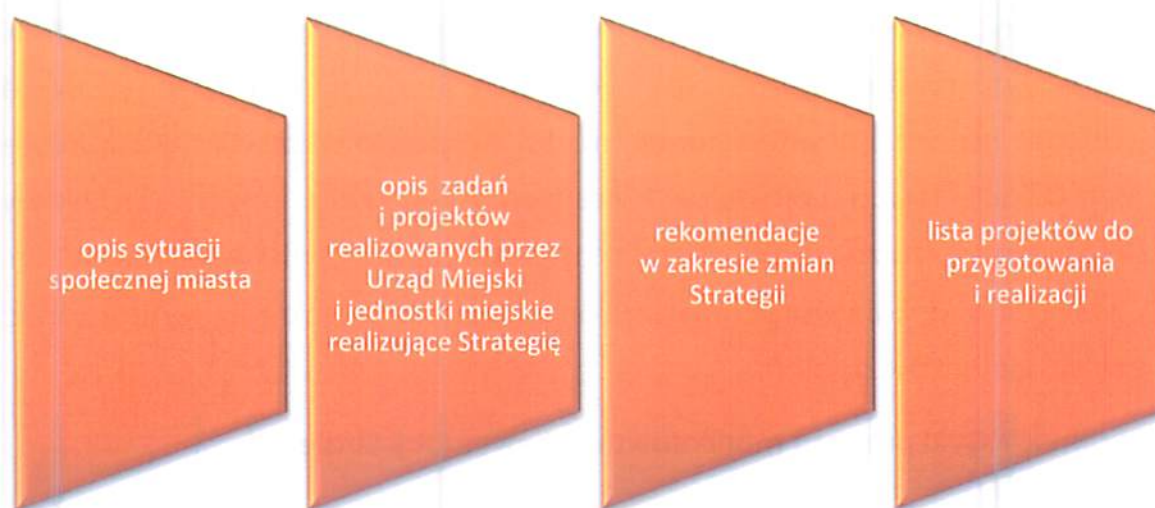 opis sytuacji
społecznej miasta
opis zadań
i projektów
realizowanych przez
Urząd Miejski
i jednostki miejskie
realizujące Strategię
rekomendacje
w zakresie zmian
Strategii
lista projektów do
przygotowania
i realizacji